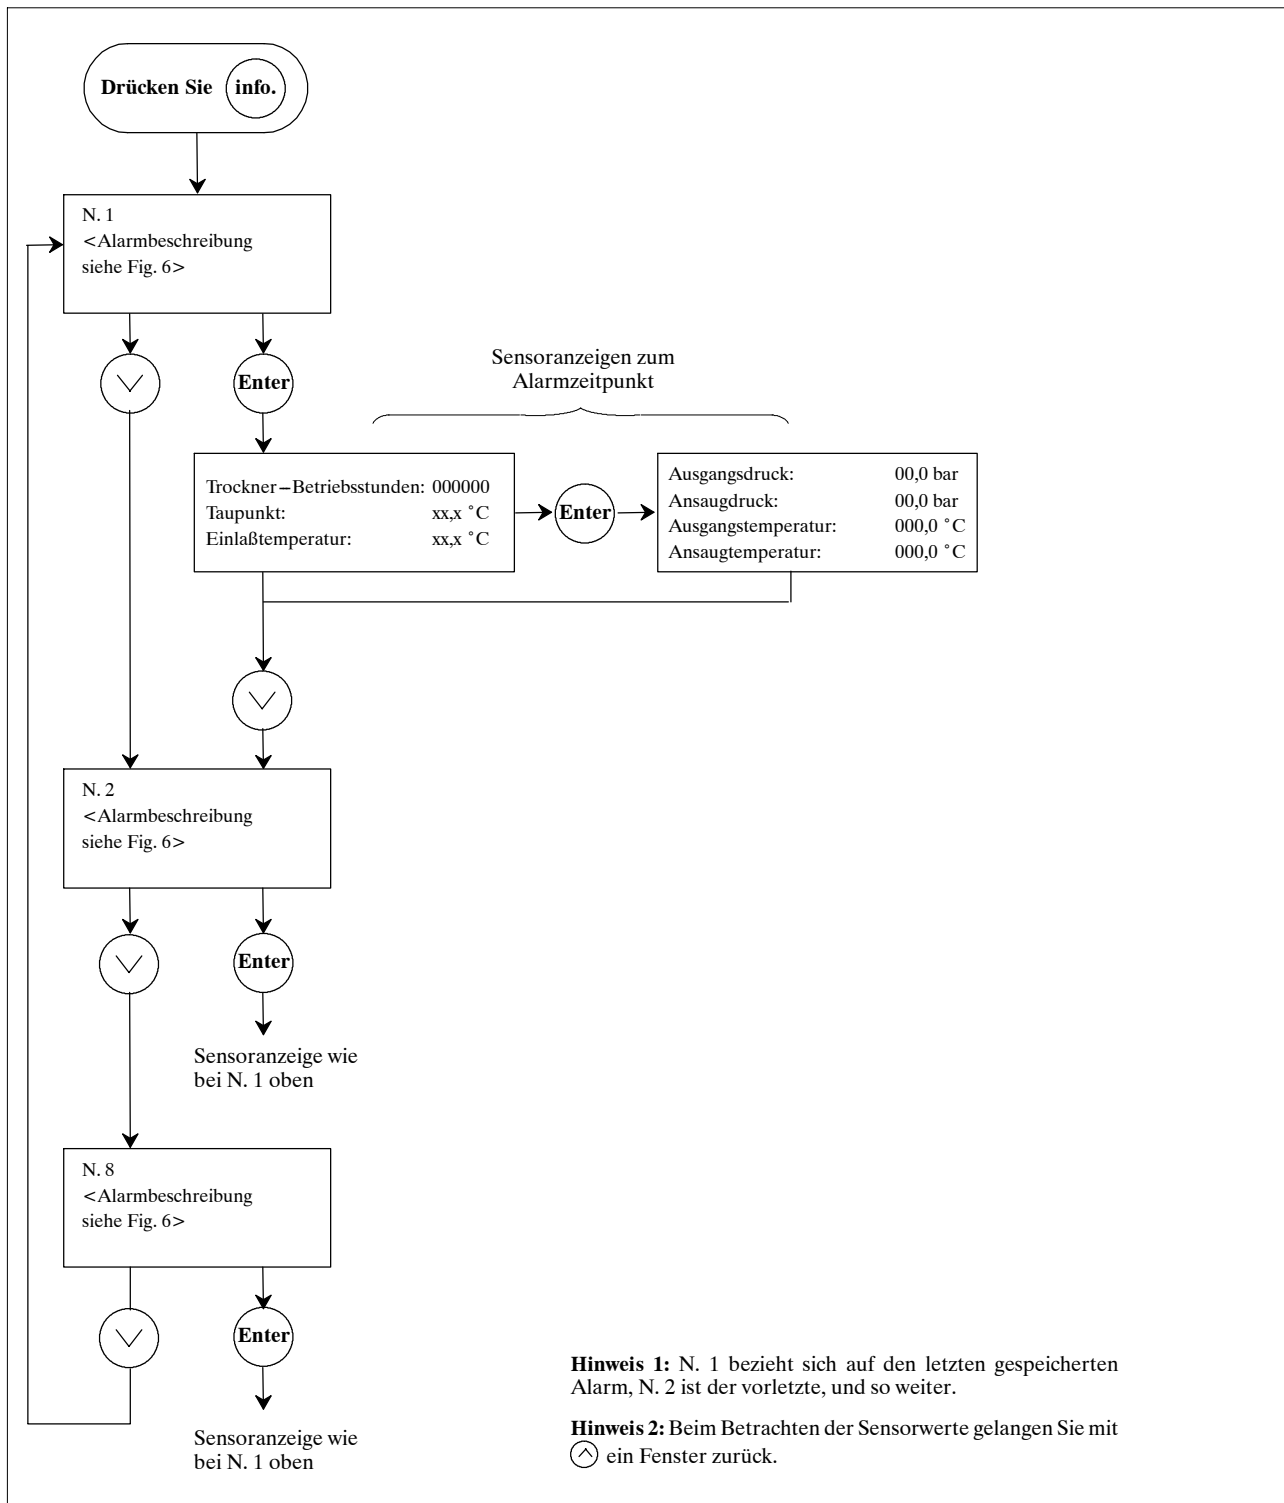 Drücken Sie info.
N. 1
<Alarmbeschreibung
siehe Fig. 6>
Enter
Sensoranzeigen zum
Alarmzeitpunkt
Trockner-Betriebsstunden: 000000
Taupunkt: xx,x °C
Einlaßtemperatur: xx,x °C
Enter
Ausgangsdruck: 00,0 bar
Ansaugdruck: 00,0 bar
Ausgangstemperatur: 000,0 °C
Ansaugtemperatur: 000,0 °C
N. 2
<Alarmbeschreibung
siehe Fig. 6>
Enter
Sensoranzeige wie
bei N. 1 oben
N. 8
<Alarmbeschreibung
siehe Fig. 6>
Enter
Sensoranzeige wie
bei N. 1 oben
Hinweis 1: N. 1 bezieht sich auf den letzten gespeicherten
Alarm, N. 2 ist der vorletzte, und so weiter.
Hinweis 2: Beim Betrachten der Sensorwerte gelangen Sie mit
ein Fenster zurück.